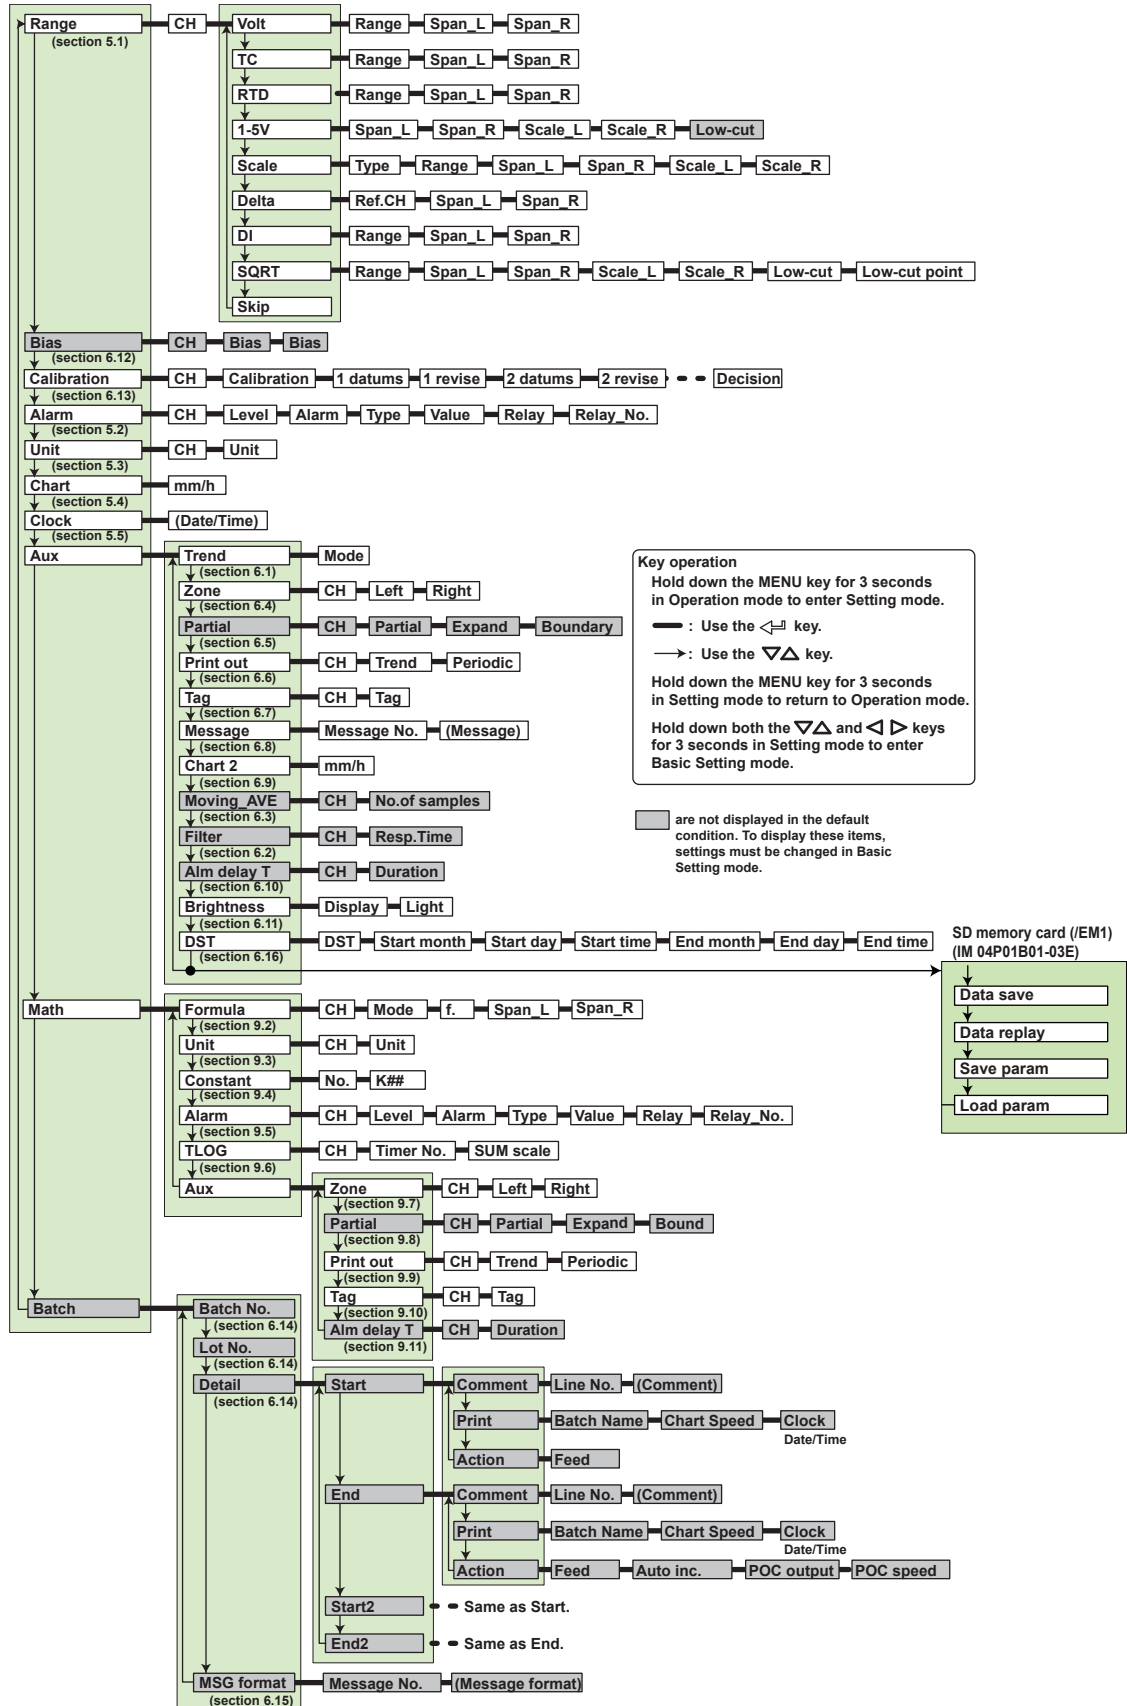 Range CH Volt Range Span_L Span_R
(section 5.1)
TC Range Span_L Span_R
RTD Range Span_L Span_R
1-5V Span_L Span_R Scale_L Scale_R Low-cut
Scale Type Range Span_L Span_R Scale_L Scale_R
Delta Ref.CH Span_L Span_R
DI Range Span_L Span_R
SQRT Range Span_L Span_R Scale_L Scale_R Low-cut Low-cut point
Skip
Bias CH Bias Bias
(section 6.12)
Calibration CH Calibration 1 datums 1 revise 2 datums 2 revise Decision
(section 6.13)
Alarm CH Level Alarm Type Value Relay Relay_No.
(section 5.2)
Unit CH Unit
(section 5.3)
Chart mm/h
(section 5.4)
Clock (Date/Time)
(section 5.5)
Aux Trend Mode
(section 6.1)
Zone CH Left Right
(section 6.4)
Partial CH Partial Expand Boundary
(section 6.5)
Print out CH Trend Periodic
(section 6.6)
Tag CH Tag
(section 6.7)
Message Message No. (Message)
(section 6.8)
Chart 2 mm/h
(section 6.9)
Moving_AVE CH No.of samples
(section 6.3)
Filter CH Resp.Time
(section 6.2)
Alm delay T CH Duration
(section 6.10)
Brightness Display Light
(section 6.11)
DST DST Start month Start day Start time End month End day End time
(section 6.16)
Key operation
Hold down the MENU key for 3 seconds
in Operation mode to enter Setting mode.
: Use the key.
: Use the key.
Hold down the MENU key for 3 seconds
in Setting mode to return to Operation mode.
Hold down both the and keys
for 3 seconds in Setting mode to enter
Basic Setting mode.
are not displayed in the default
condition. To display these items,
settings must be changed in Basic
Setting mode.
SD memory card (/EM1)
(IM 04P01B01-03E)
Data save
Data replay
Save param
Load param
Math Formula CH Mode f. Span_L Span_R
(section 9.2)
Unit CH Unit
(section 9.3)
Constant No. K##
(section 9.4)
Alarm CH Level Alarm Type Value Relay Relay_No.
(section 9.5)
TLOG CH Timer No. SUM scale
(section 9.6)
Aux Zone CH Left Right
(section 9.7)
Partial CH Partial Expand Bound
(section 9.8)
Print out CH Trend Periodic
(section 9.9)
Tag CH Tag
(section 9.10)
Alm delay T CH Duration
(section 9.11)
Batch Batch No.
(section 6.14)
Lot No.
(section 6.14)
Detail Start Comment Line No. (Comment)
(section 6.14)
Print Batch Name Chart Speed Clock
Date/Time
Action Feed
End Comment Line No. (Comment)
Print Batch Name Chart Speed Clock
Date/Time
Action Feed Auto inc. POC output POC speed
Start2 Same as Start.
End2 Same as End.
MSG format Message No. (Message format)
(section 6.15)